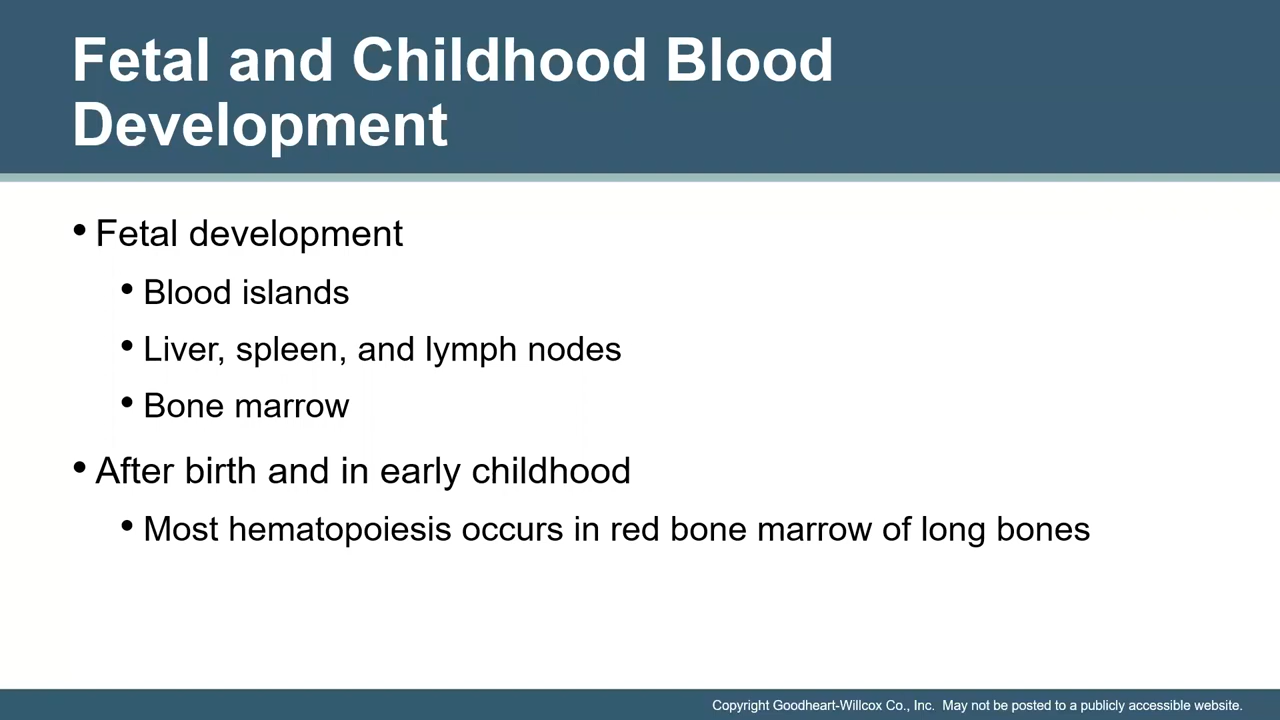 Fetal and Childhood Blood
Development
• Fetal development
• Blood islands
• Liver, spleen, and lymph nodes
• Bone marrow
• After birth and in early childhood
• Most hematopoiesis occurs in red bone marrow of long bones
Copyright Goodheart-Willcox Co., Inc.  May not be posted to a publicly accessible website.